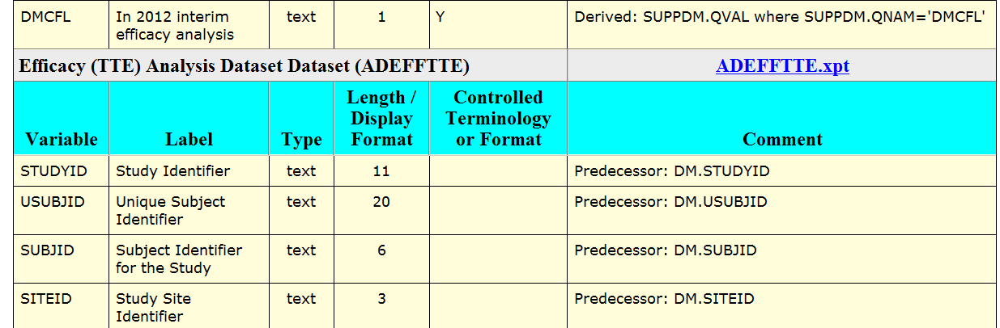 DMCFL In 2012 interim text 1 Y Derived: SUPPDM.QVAL where SUPPDM.QNAM='DMCFL'
efficacy analysis
Efficacy (TTE) Analysis Dataset Dataset (ADEFFTTE) ADEFFTTE.xpt
Length / Controlled
Display Terminology
Variable Label Type Format or Format Comment
STUDYID Study Identifier text 11 Predecessor: DM.STUDYID
USUBJID Unique Subject text 20 Predecessor: DM.USUBJID
Identifier
SUBJID Subject Identifier text 6 Predecessor: DM.SUBJID
for the Study
SITEID Study Site text 3 Predecessor: DM.SITEID
Identifier